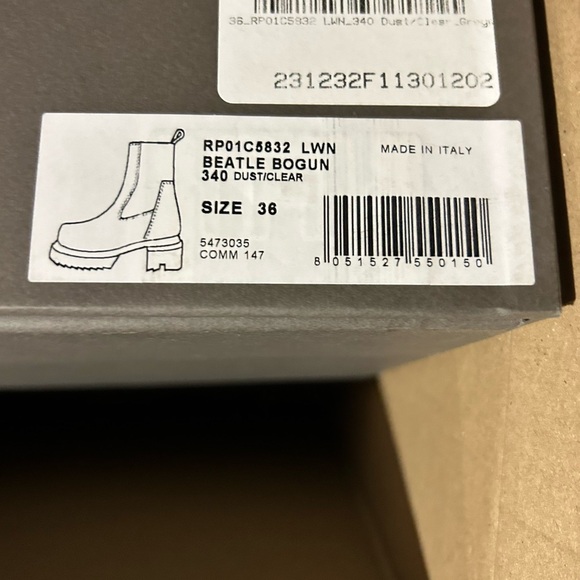 36_RP01C5832 LWN_340 Dust/Clear_Grey
231232F11301202
RP01C5832 LWN
BEATLE BOGUN
340 DUST/CLEAR
MADE IN ITALY
SIZE 36
5473035
COMM 147
8 051527 550150